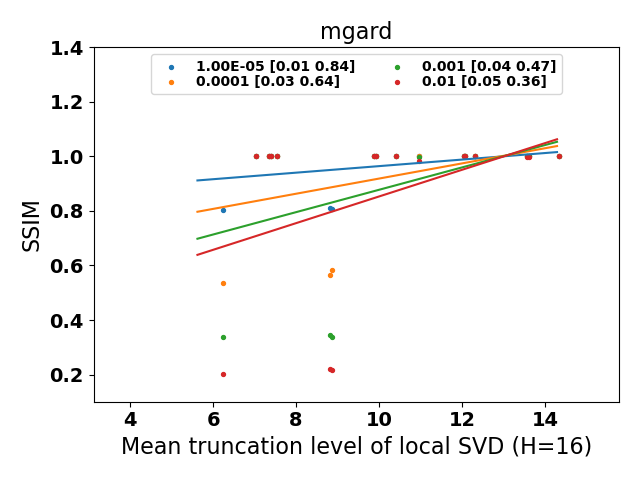 mgard
1.00E-05 [0.01 0.84]
0.0001 [0.03 0.64]
0.001 [0.04 0.47]
0.01 [0.05 0.36]
SSIM
1.4
1.2
1.0
0.8
0.6
0.4
0.2
4 6 8 10 12 14
Mean truncation level of local SVD (H=16)